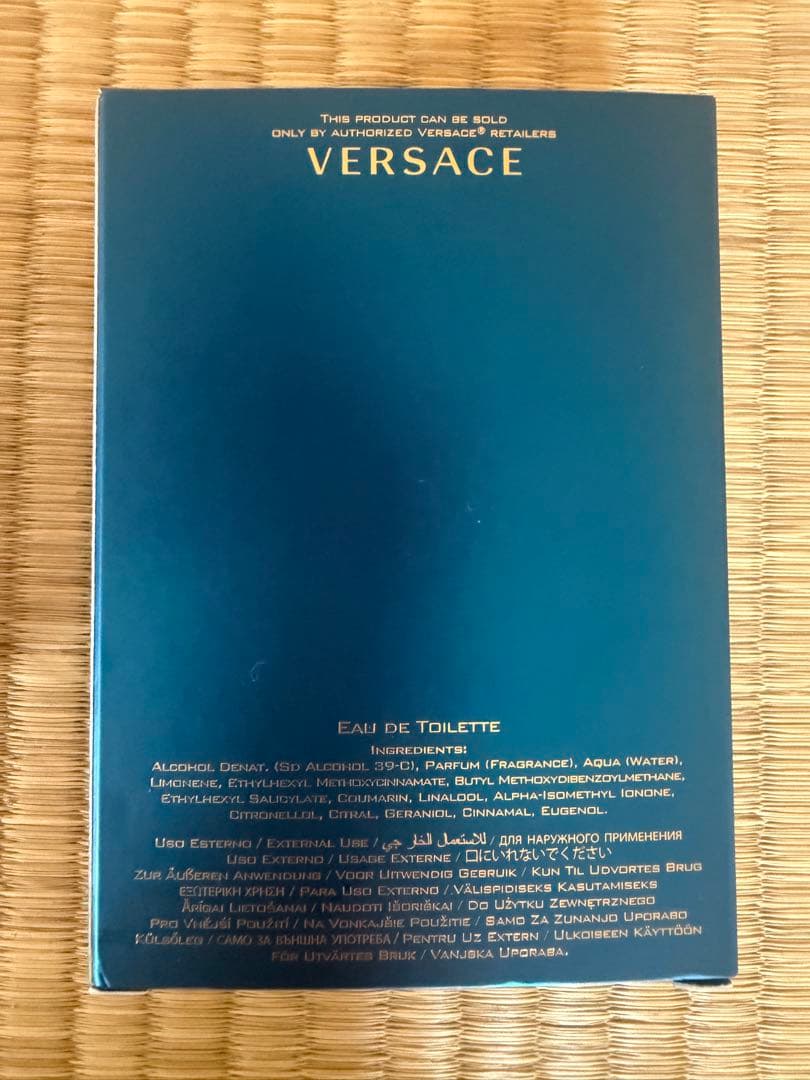 THIS PRODUCT CAN BE SOLD
ONLY BY AUTHORIZED VERSACE® RETAILERS
VERSACE
EAU DE TOILETTE
INGREDIENTS:
ALCOHOL DENAT. (SD ALCOHOL 39-C), PARFUM (FRAGRANCE), AQUA (WATER),
LIMONENE, ETHYLHEXYL METHOXYCINNAMATE, BUTYL METHOXYDIBENZOYLMETHANE,
ETHYLHEXYL SALICYLATE, COUMARIN, LINALOOL, ALPHA-ISOMETHYL IONONE,
CITRONELLOL, CITRAL, GERANIOL, CINNAMAL, EUGENOL.
USO ESTERNO / EXTERNAL USE / للاستعمال الخارجي / ДЛЯ НАРУЖНОГО ПРИМЕНЕНИЯ
USO EXTERNO / USAGE EXTERNE / 口にいれないでください
ZUR ÄUßEREN ANWENDUNG / VOOR UITWENDIG GEBRUIK / KUN TIL UDVORTES BRUG
ΕΞΩΤΕΡΙΚΗ ΧΡΗΣΗ / PARA USO EXTERNO / VÄLISPIDISEKS KASUTAMISEKS
ĀRĪGAI LIETOŠANAI / NAUDOTI IŠORIŠKAI / DO UŻYTKU ZEWNĘTRZNEGO
PRO VNĚJŠÍ POUŽITÍ / NA VONKAJŠIE POUŽITIE / SAMO ZA ZUNANJO UPORABO
KÜLSŐLEG / САМО ЗА ВЪНШНА УПОТРЕБА / PENTRU UZ EXTERN / ULKOISEEN KÄYTTÖÖN
FÖR UTVÄRTES BRUK / VANJSKA UPORABA.